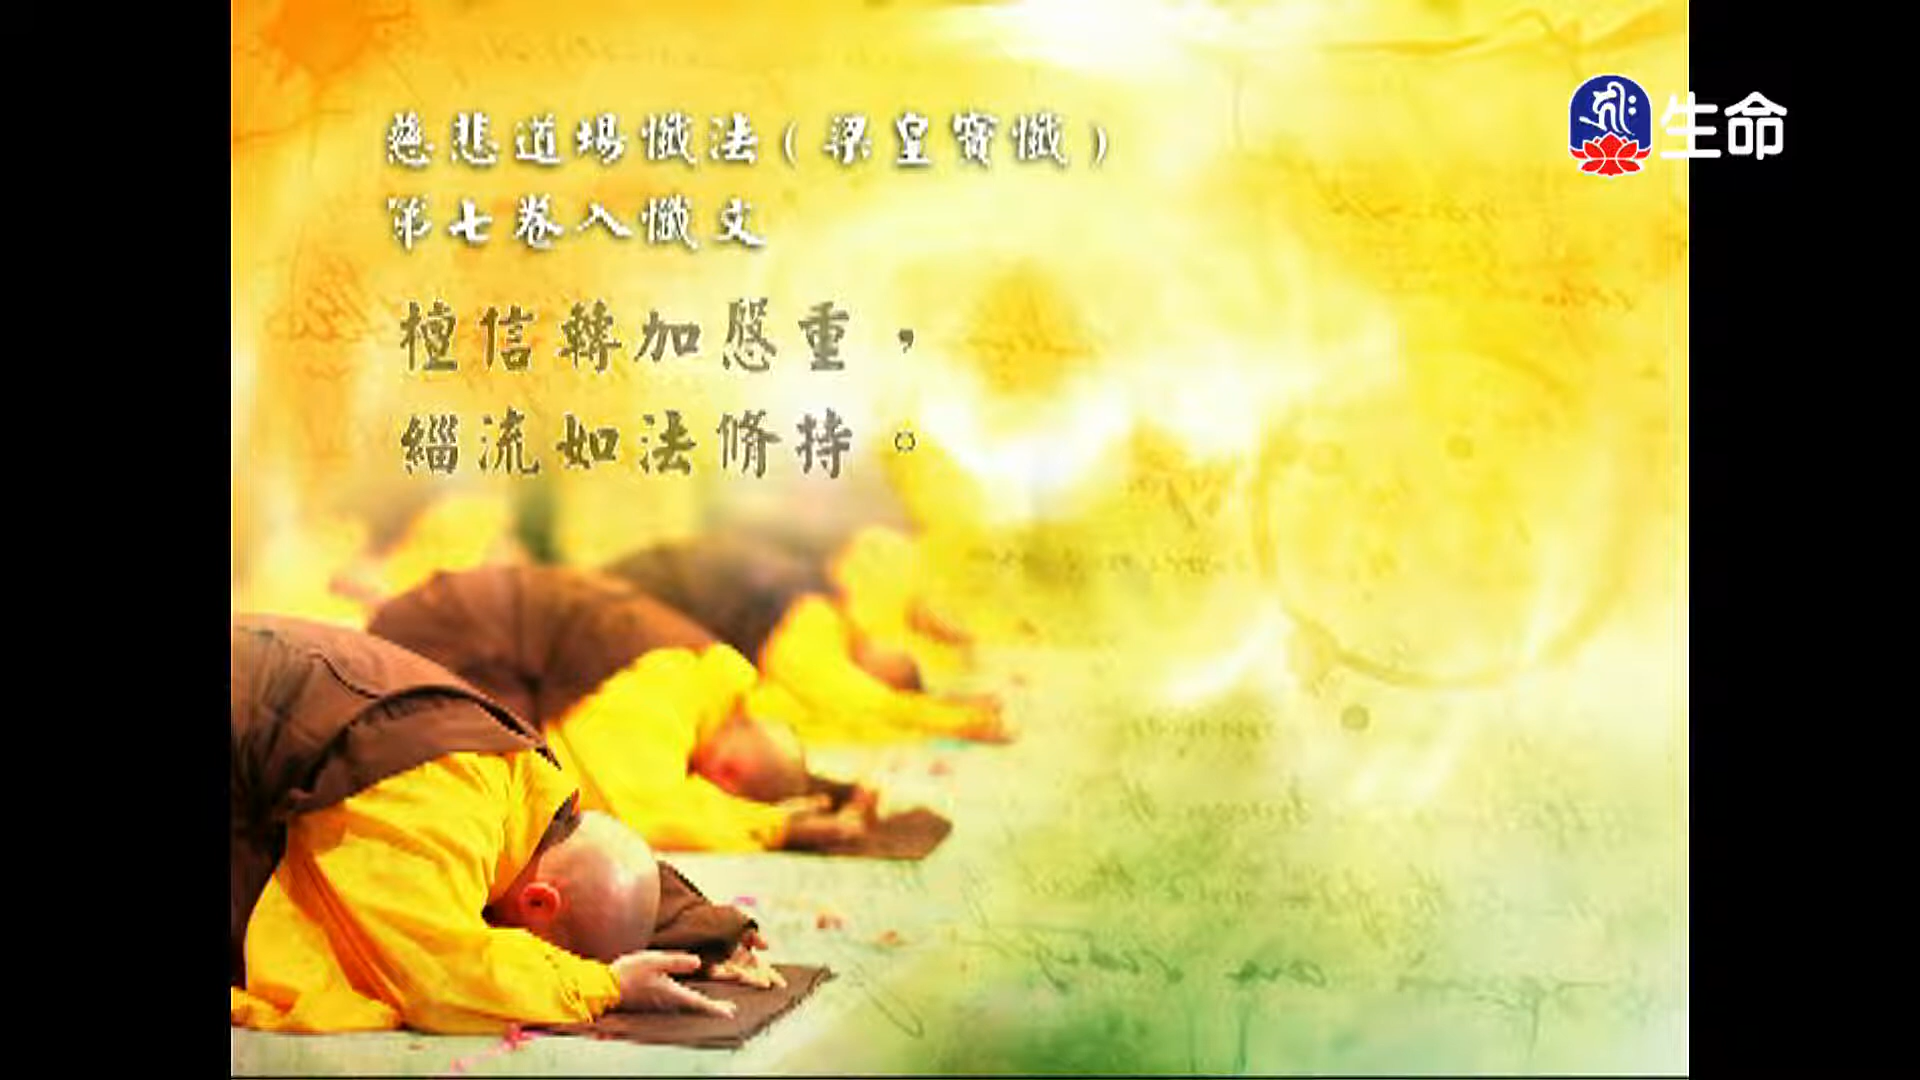 慈悲道場懺法(梁皇寶懺)
第七卷入懺文
檀信轉加慇重，
緇流如法脩持。
生命